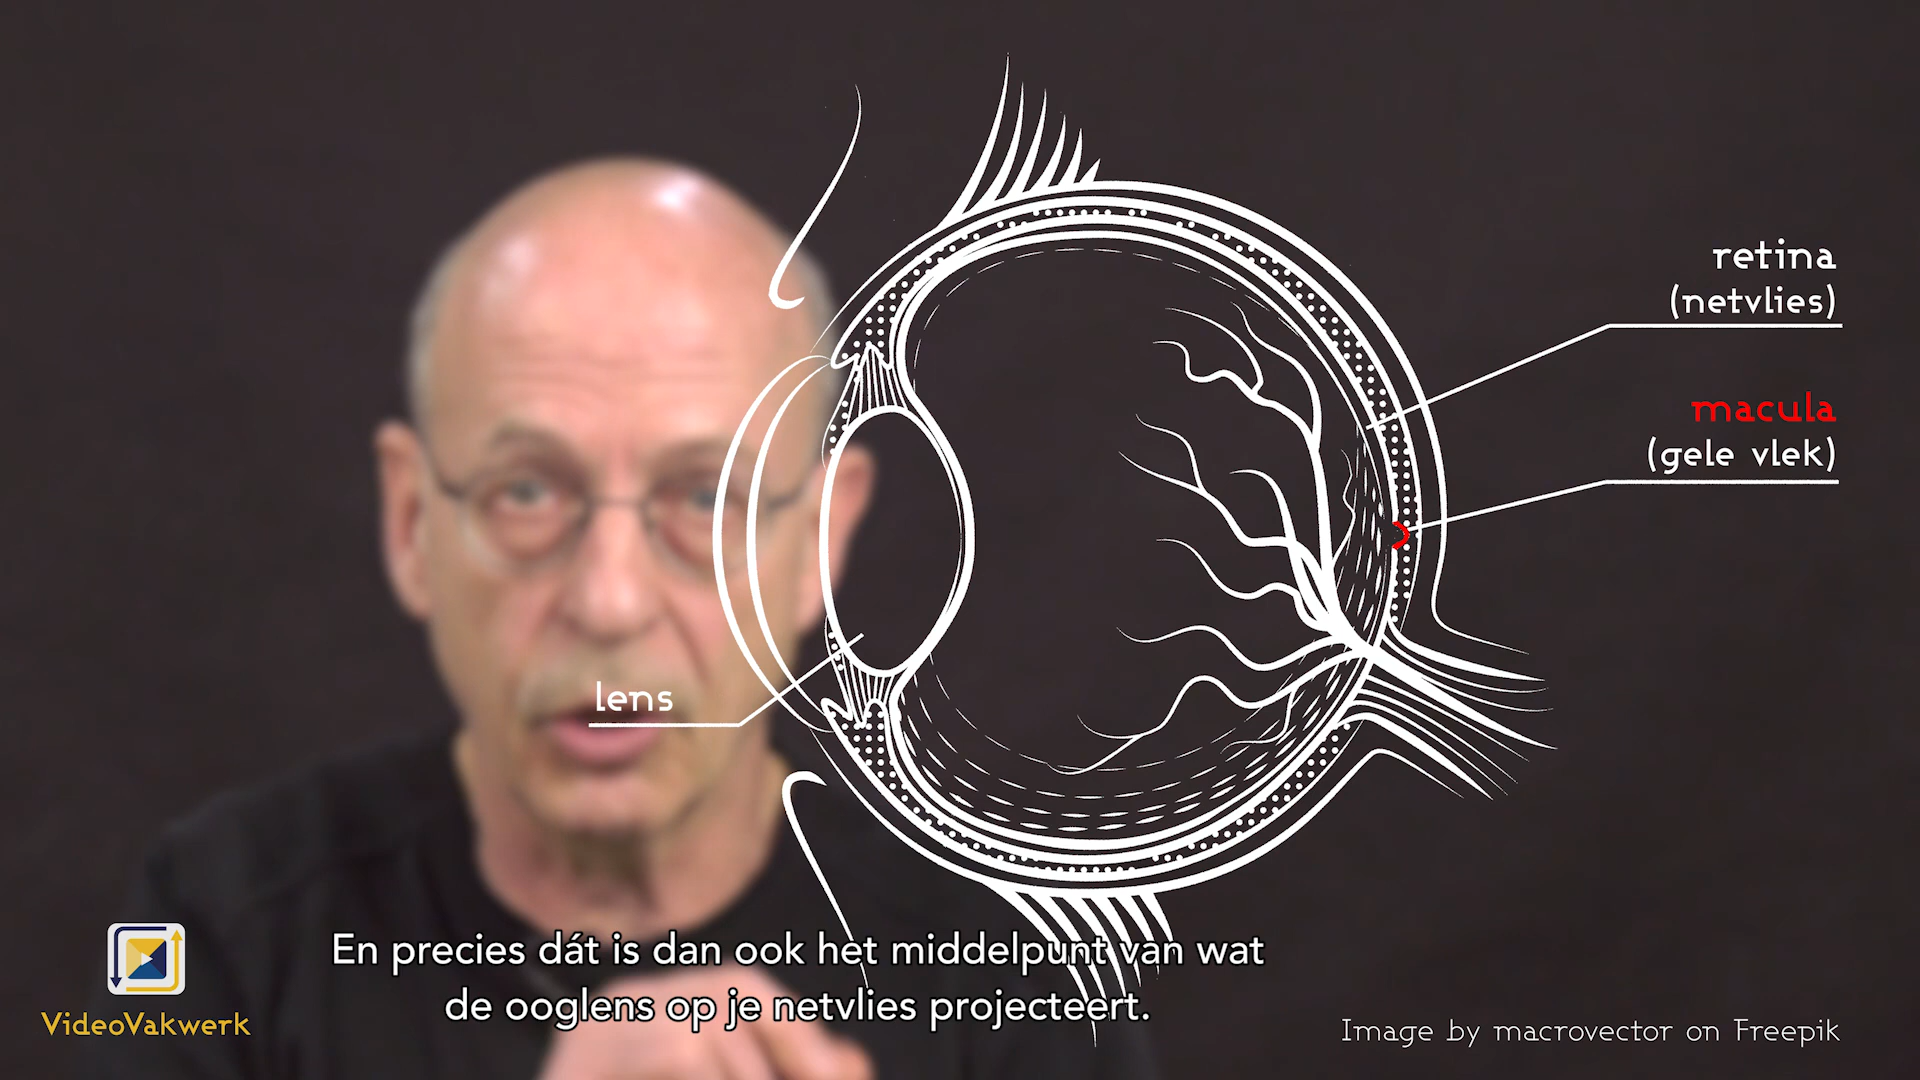 retina
(netvlies)
macula
(gele vlek)
lens
En precies dát is dan ook het middelpunt van wat
de ooglens op je netvlies projecteert.
VideoVakwerk
Image by macrovector on Freepik